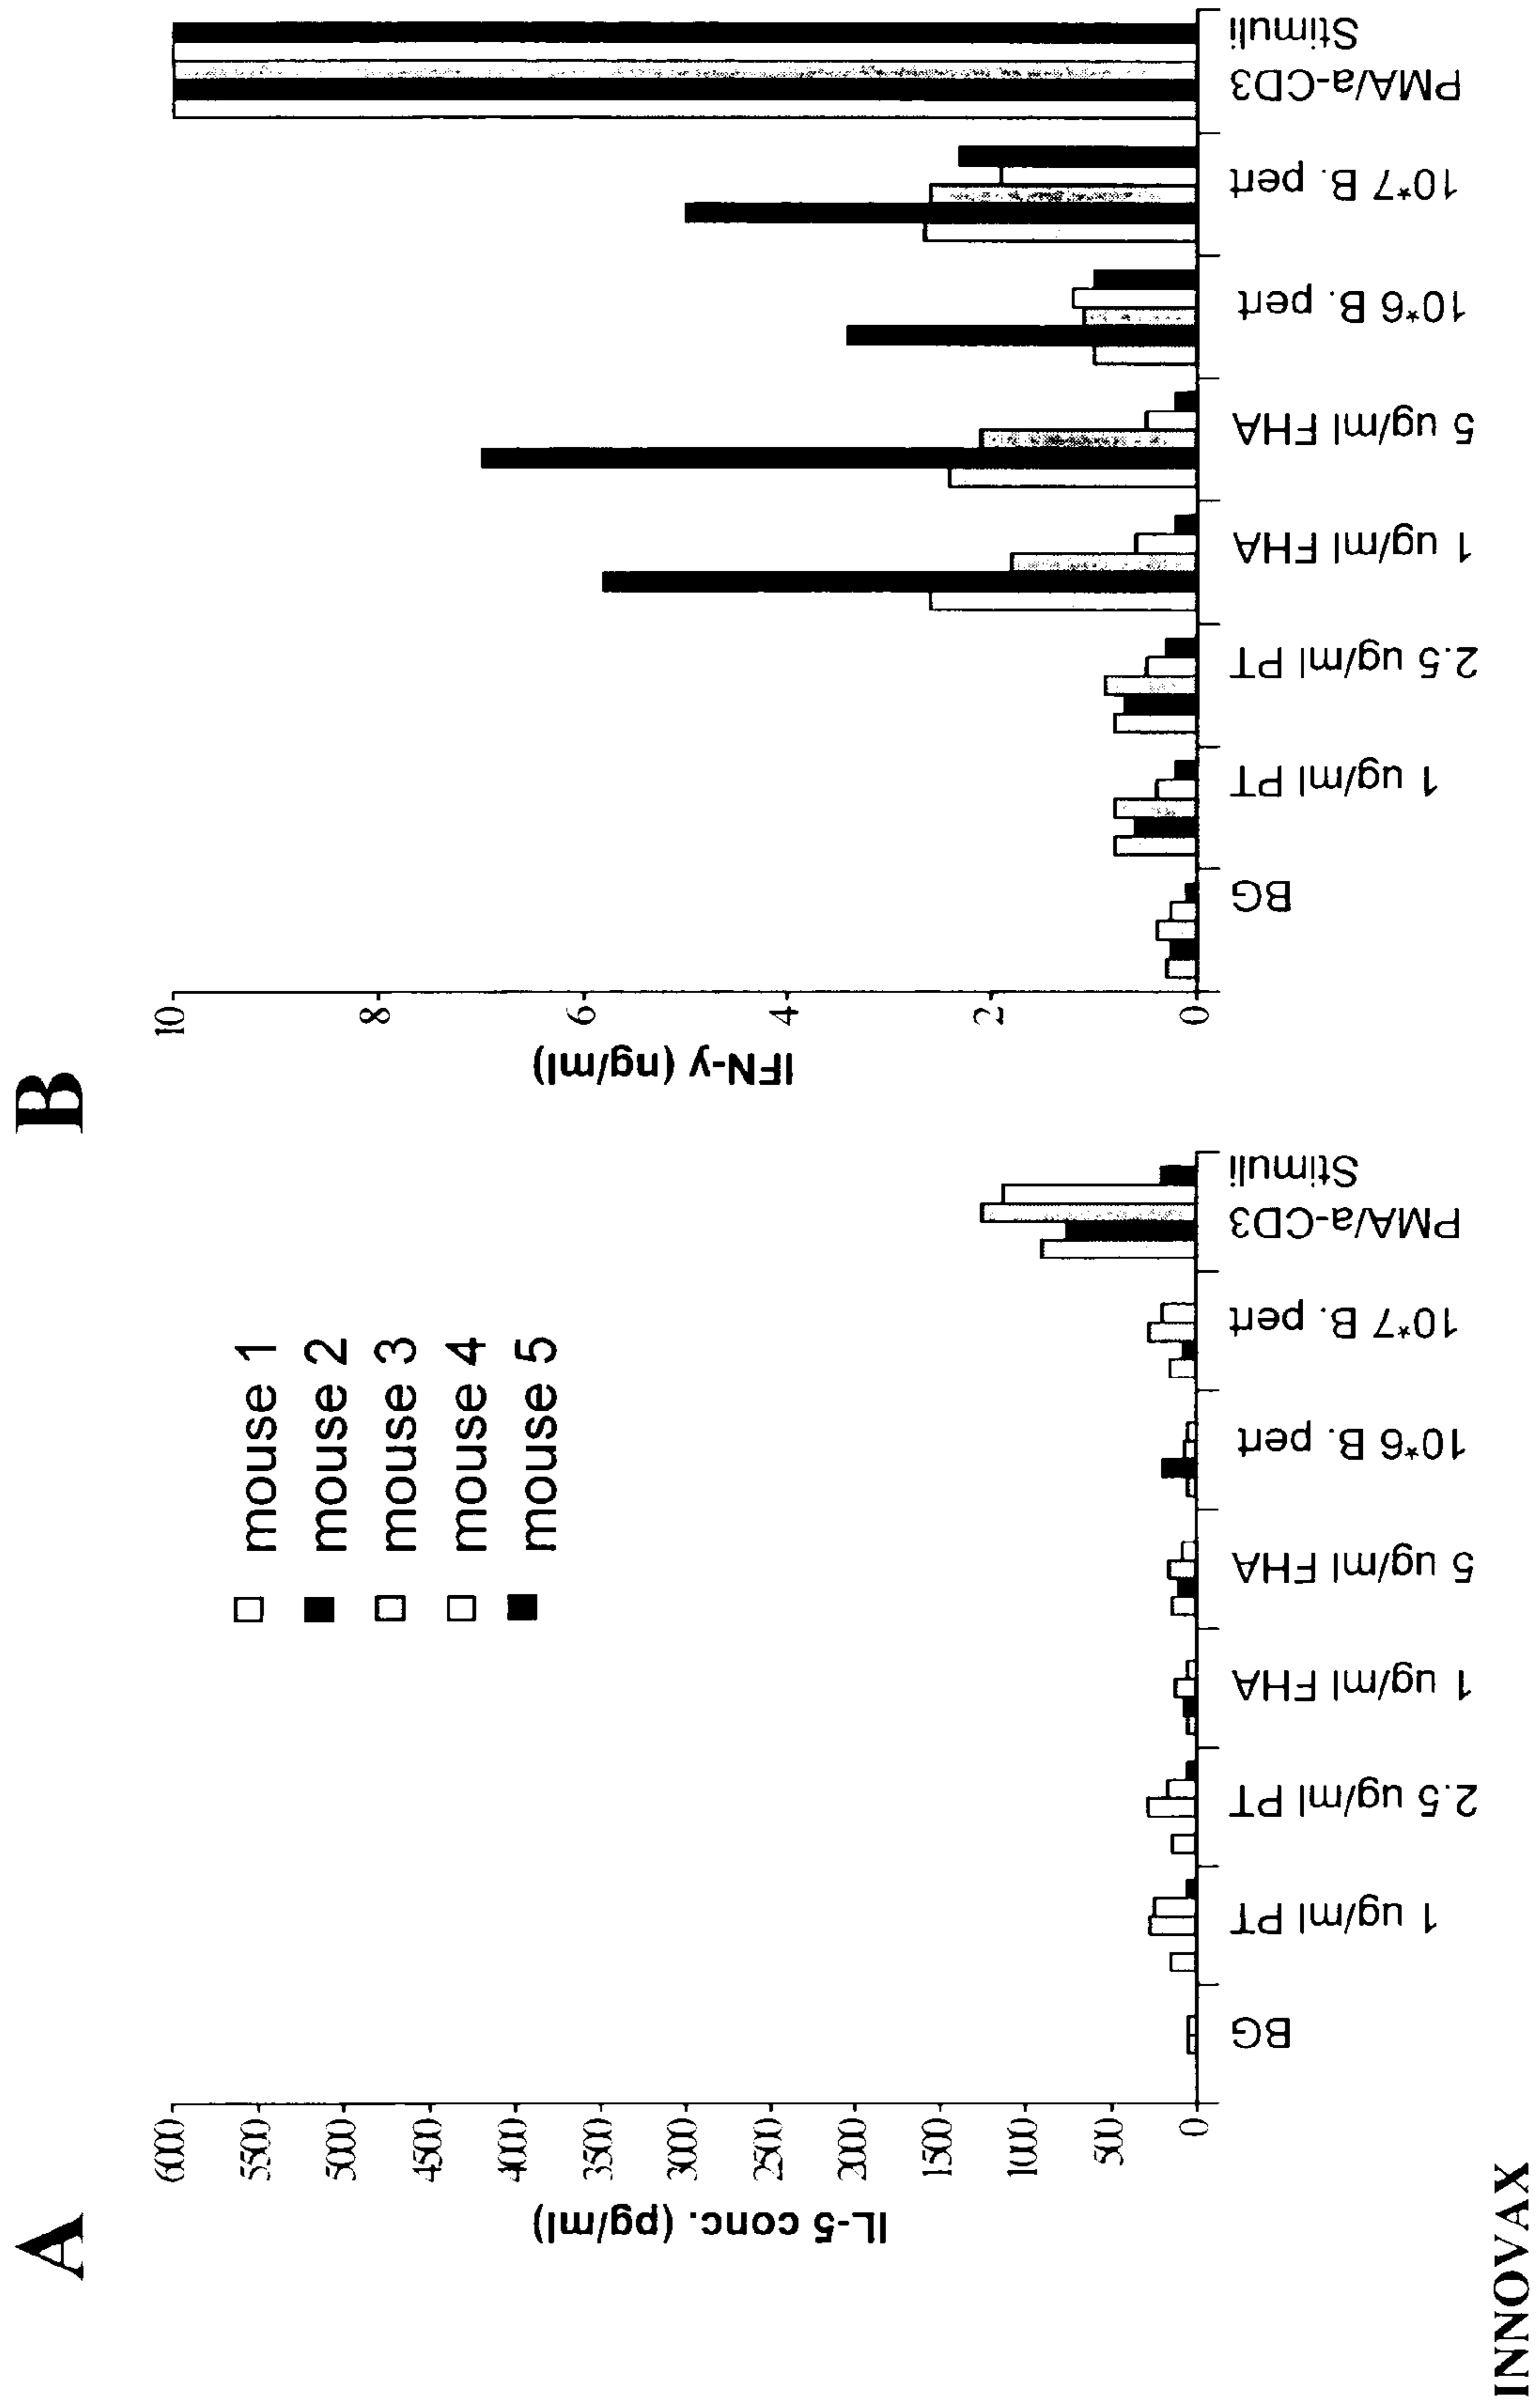 A
IL-5 conc. (pg/ml)
6000
5500
5000
4500
4000
3500
3000
2500
2000
1500
1000
500
0
mouse 1
mouse 2
mouse 3
mouse 4
mouse 5
BG
1 ug/ml PT
2.5 ug/ml PT
1 ug/ml FHA
5 ug/ml FHA
10*6 B. pert
10*7 B. pert
PMA/a-CD3
Stimuli
B
IFN-y (ng/ml)
10
8
6
4
2
0
BG
1 ug/ml PT
2.5 ug/ml PT
1 ug/ml FHA
5 ug/ml FHA
10*6 B. pert
10*7 B. pert
PMA/a-CD3
Stimuli
INNOVAX